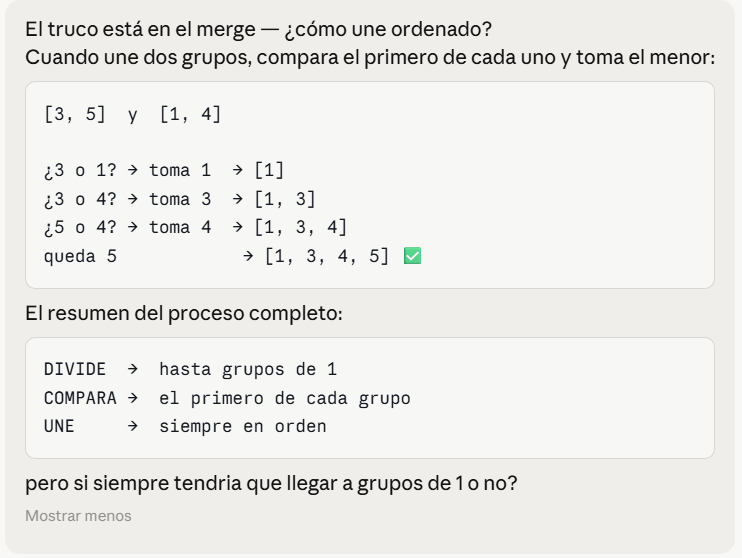 El truco está en el merge — ¿cómo une ordenado?
Cuando une dos grupos, compara el primero de cada uno y toma el menor:
[3, 5]  y  [1, 4]
¿3 o 1? → toma 1  → [1]
¿3 o 4? → toma 3  → [1, 3]
¿5 o 4? → toma 4  → [1, 3, 4]
queda 5            → [1, 3, 4, 5] ✅
El resumen del proceso completo:
DIVIDE  →  hasta grupos de 1
COMPARA →  el primero de cada grupo
UNE     →  siempre en orden
pero si siempre tendria que llegar a grupos de 1 o no?
Mostrar menos